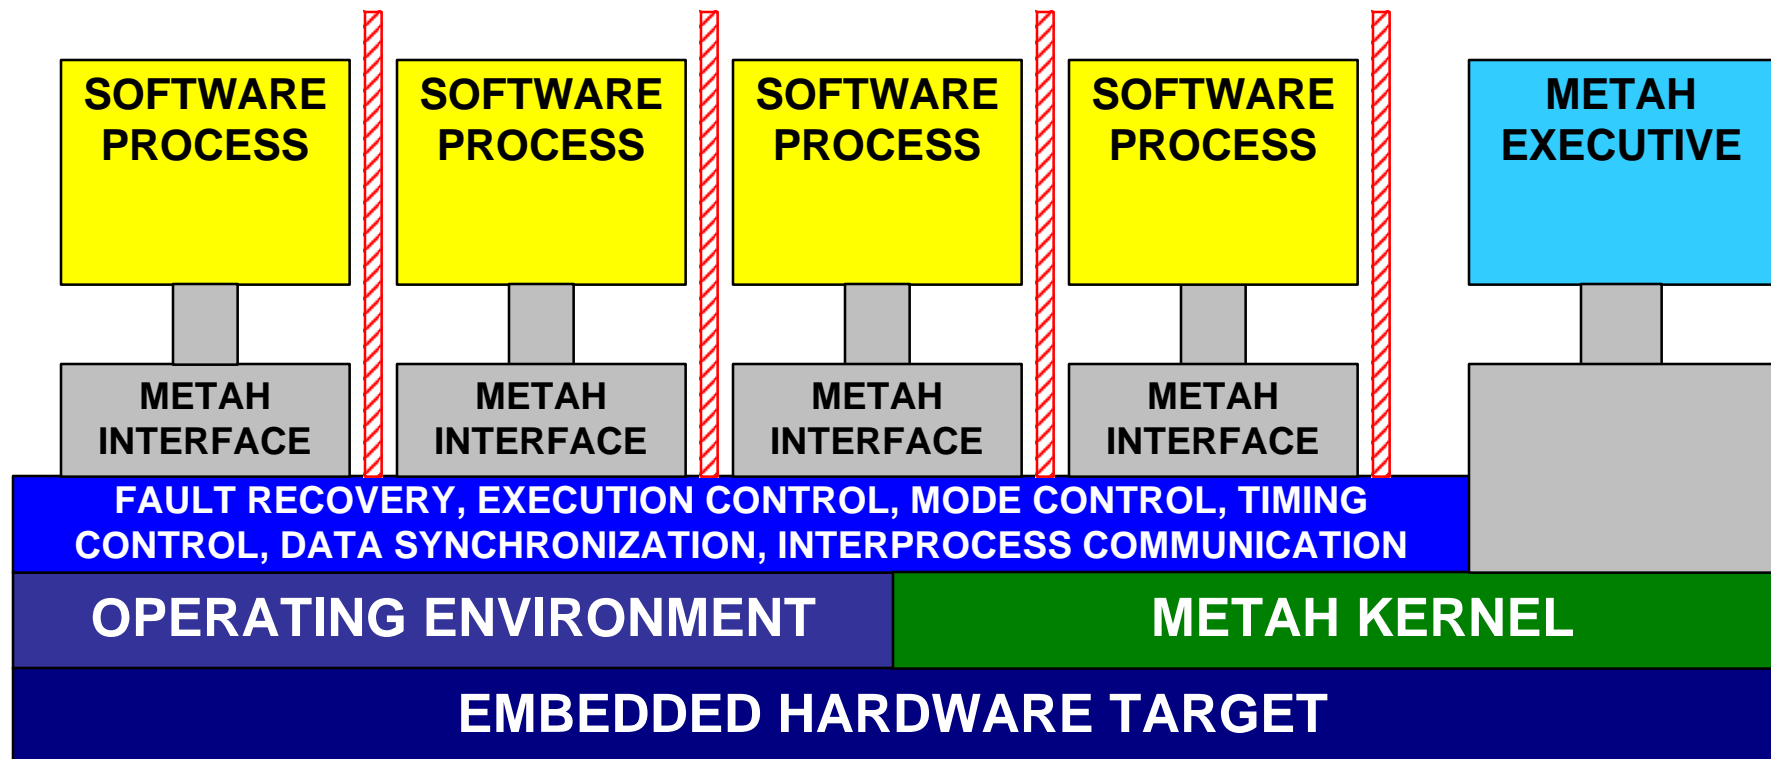 SOFTWARE
PROCESS
SOFTWARE
PROCESS
SOFTWARE
PROCESS
SOFTWARE
PROCESS
METAH
EXECUTIVE
METAH
INTERFACE
METAH
INTERFACE
METAH
INTERFACE
METAH
INTERFACE
FAULT RECOVERY, EXECUTION CONTROL, MODE CONTROL, TIMING
CONTROL, DATA SYNCHRONIZATION, INTERPROCESS COMMUNICATION
OPERATING ENVIRONMENT
METAH KERNEL
EMBEDDED HARDWARE TARGET